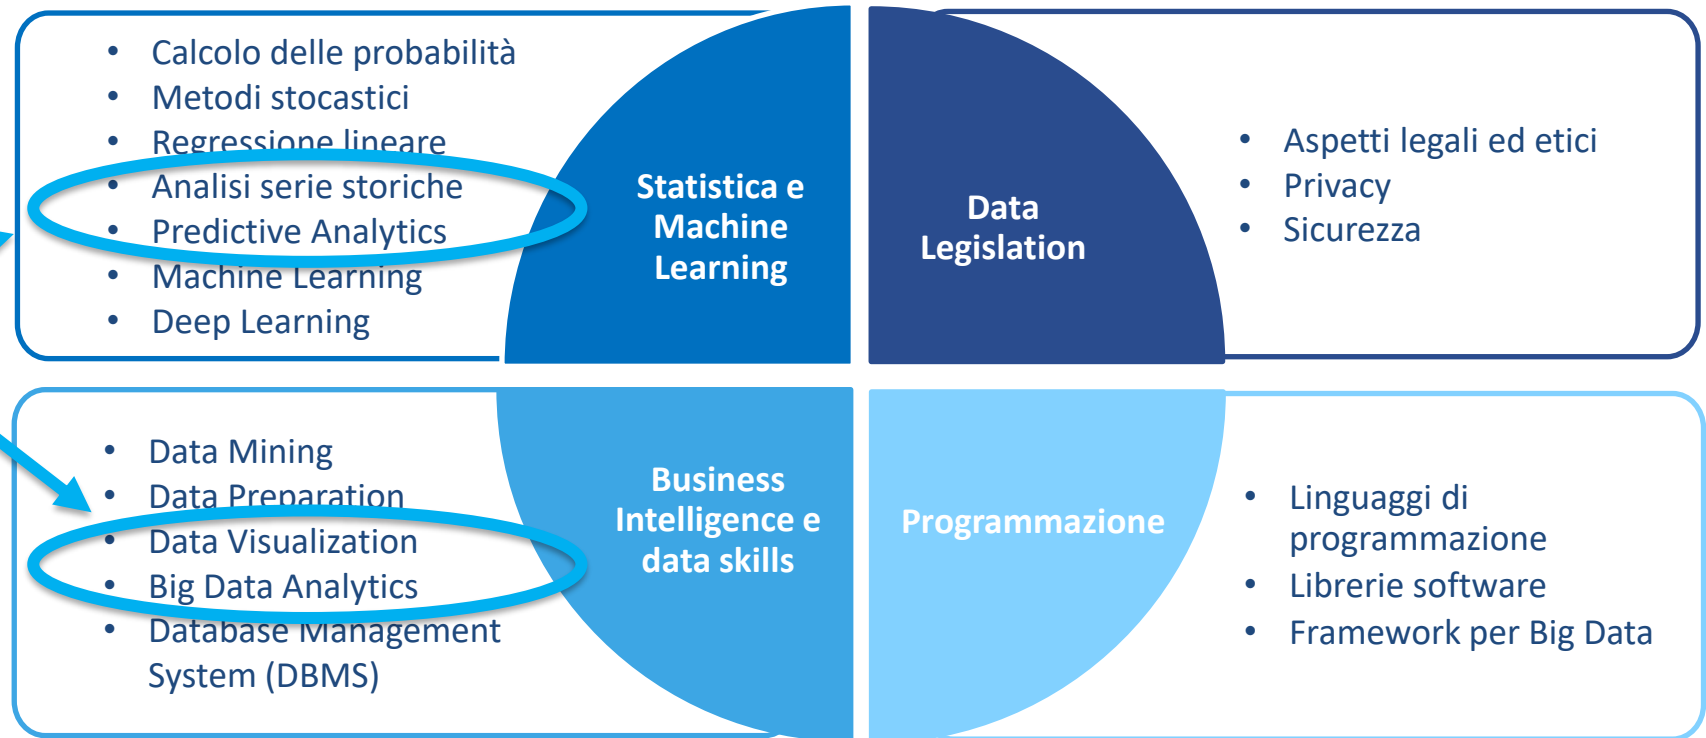 • Calcolo delle probabilità
• Metodi stocastici
• Regressione lineare
• Analisi serie storiche
• Predictive Analytics
• Machine Learning
• Deep Learning
Statistica e
Machine
Learning
Data
Legislation
• Aspetti legali ed etici
• Privacy
• Sicurezza
• Data Mining
• Data Preparation
• Data Visualization
• Big Data Analytics
• Database Management
System (DBMS)
Business
Intelligence e
data skills
Programmazione
• Linguaggi di
programmazione
• Librerie software
• Framework per Big Data